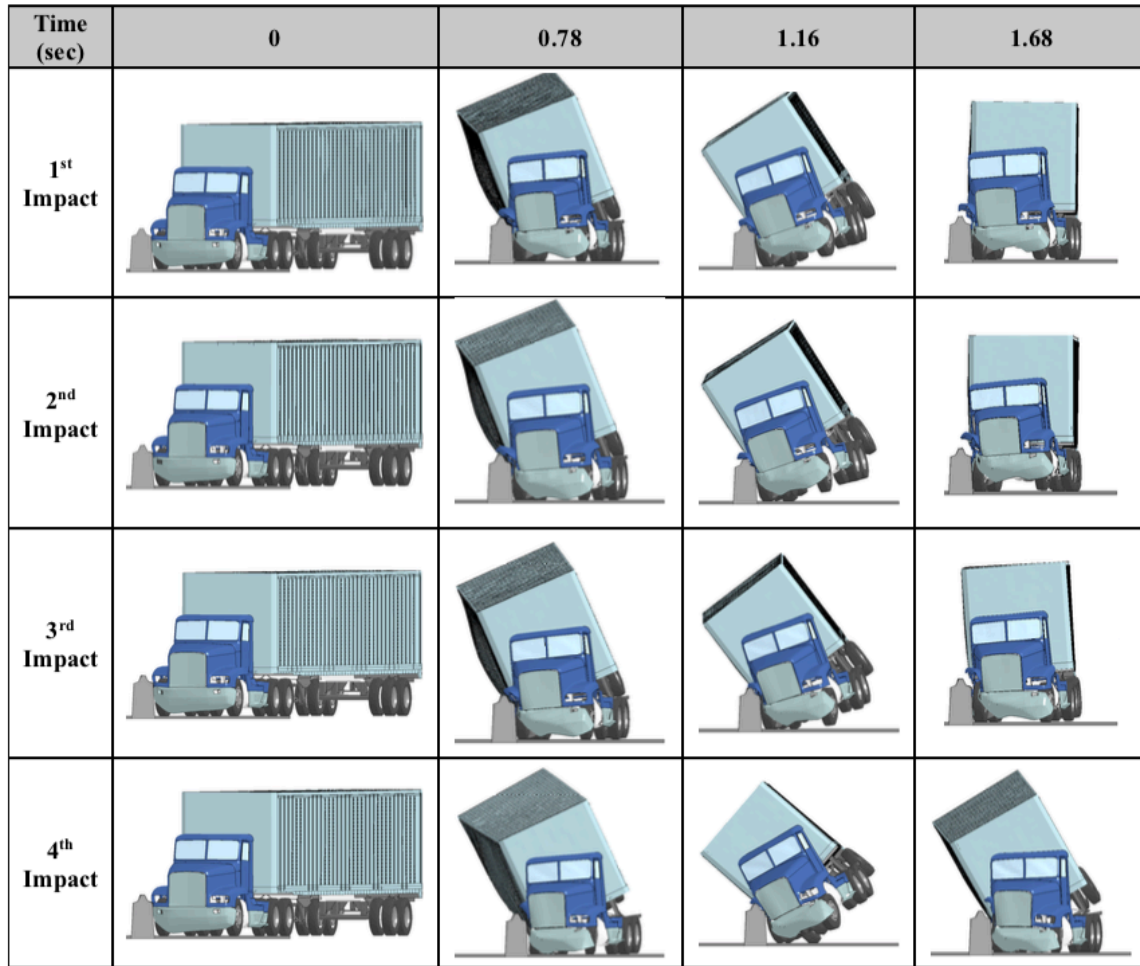 Time
(sec)
0
0.78
1.16
1.68
1st
Impact
2nd
Impact
3rd
Impact
4th
Impact